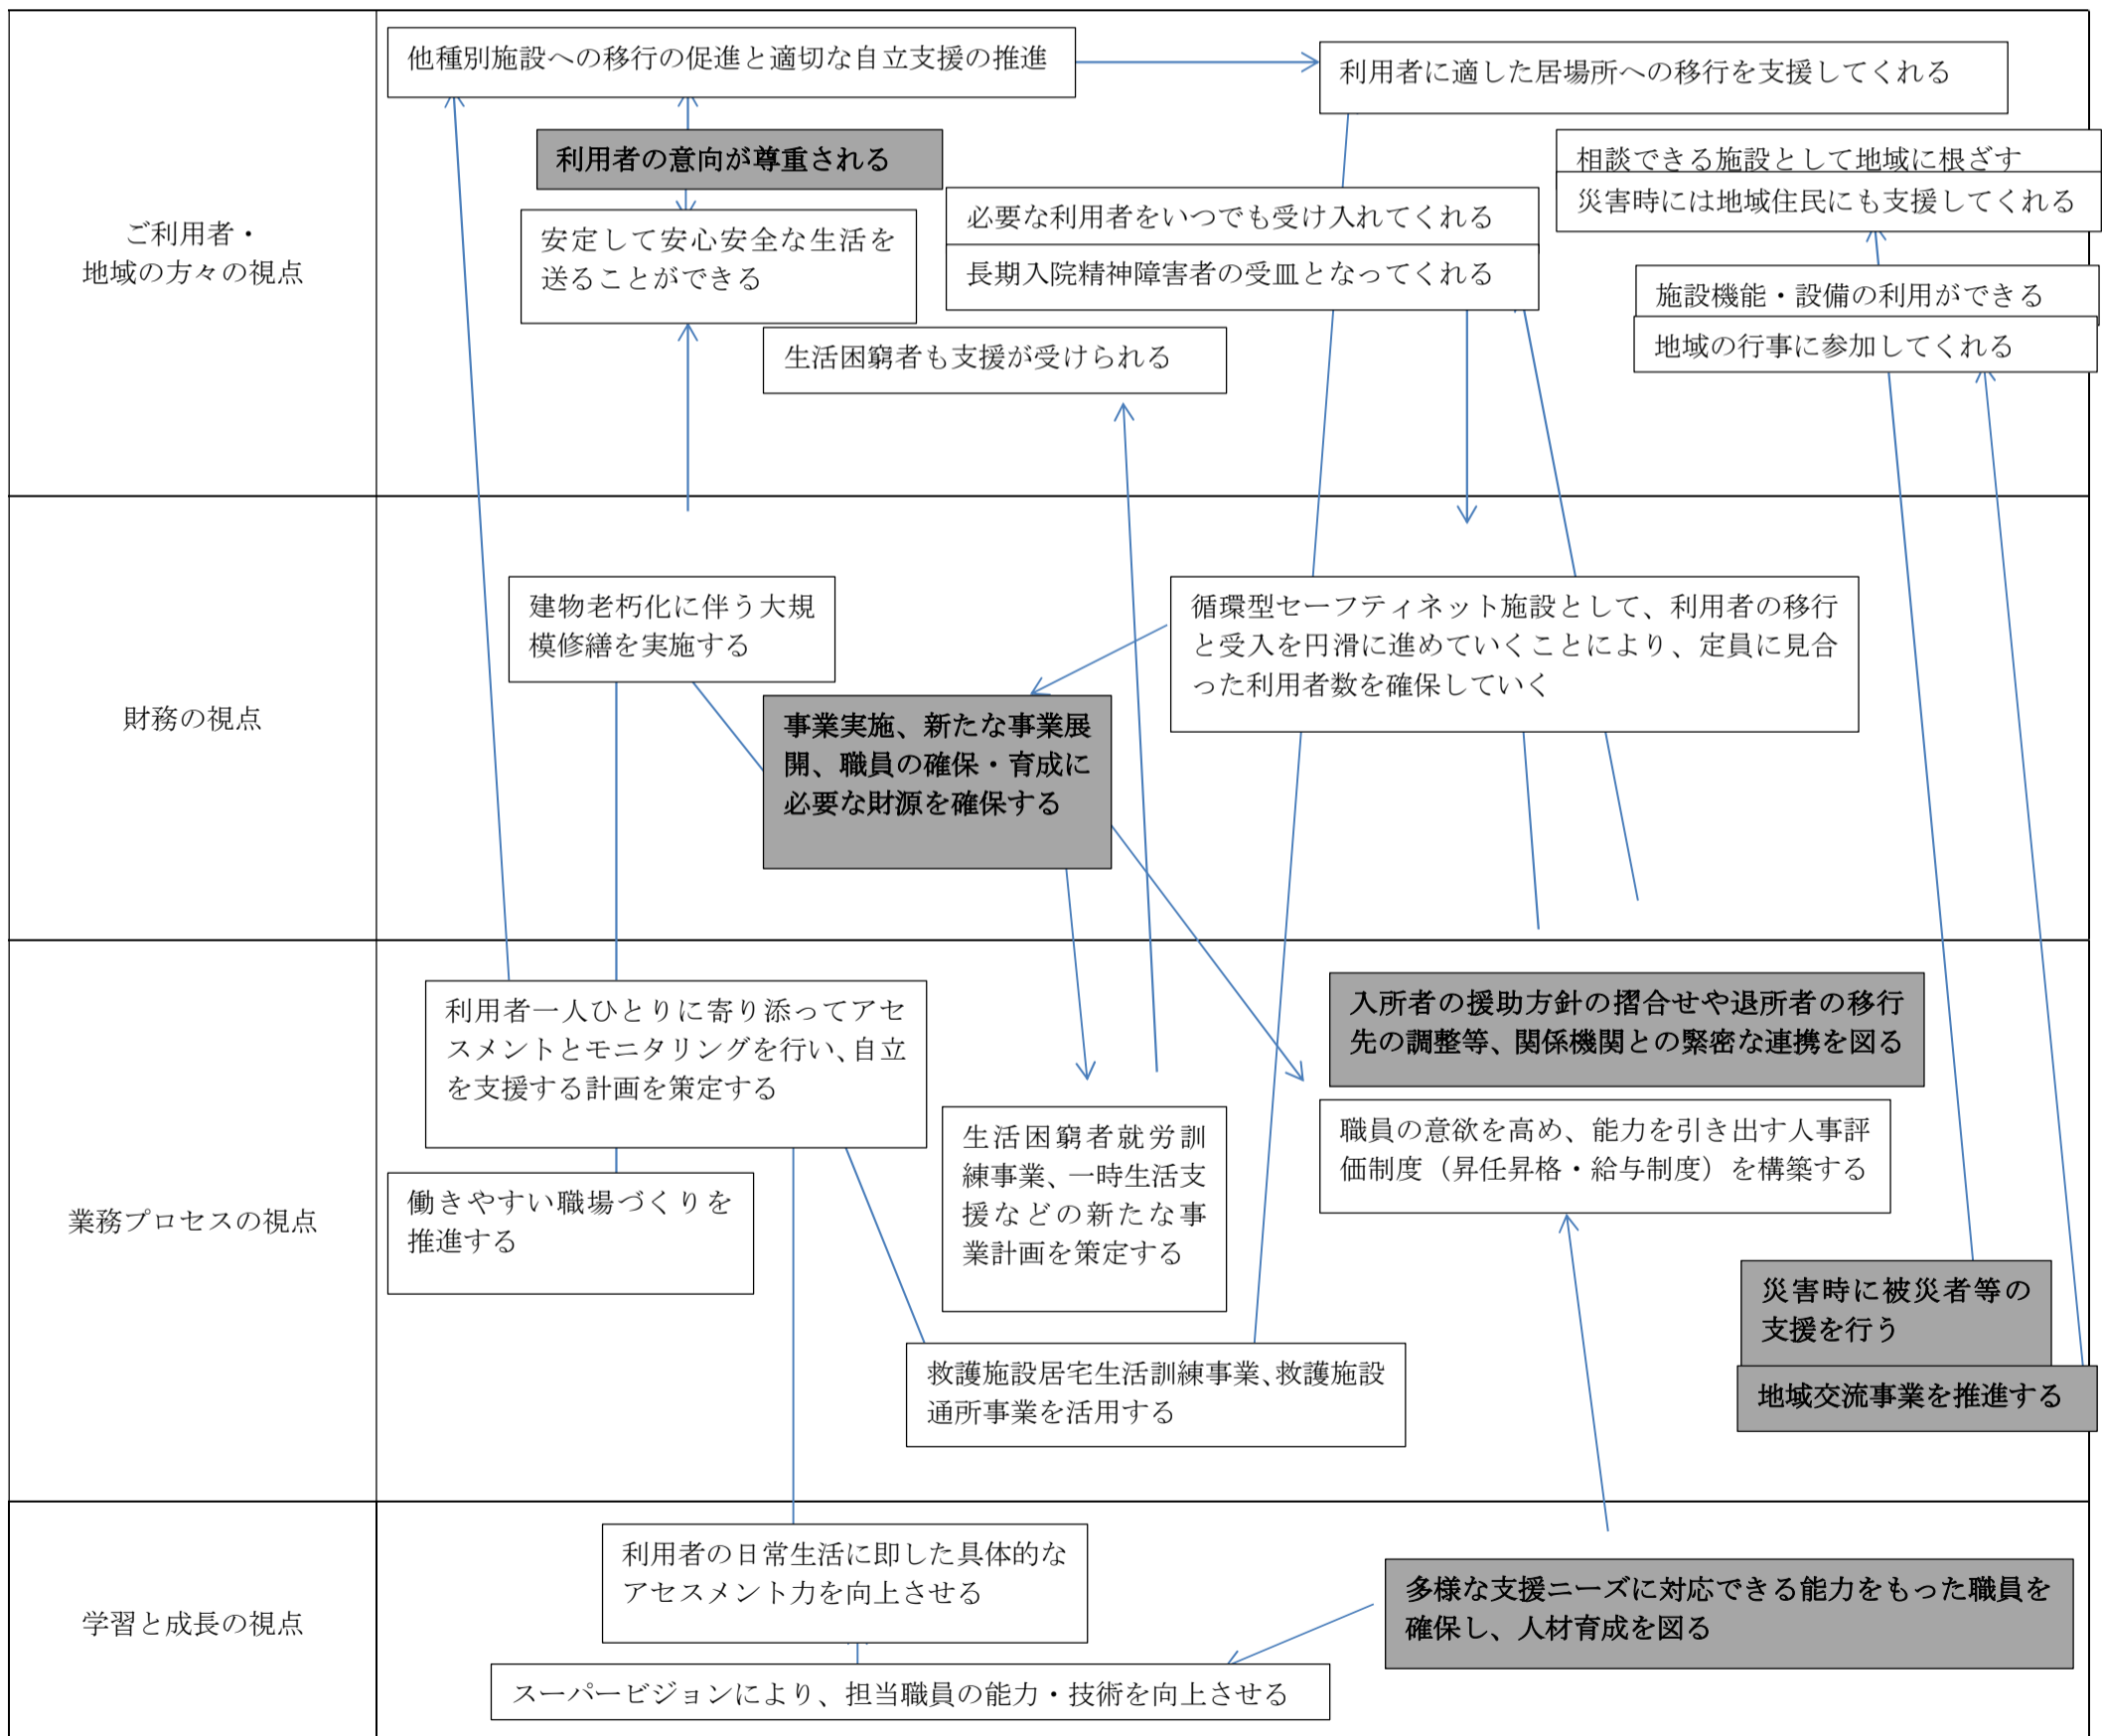 ご利用者・
地域の方々の視点
他種別施設への移行の促進と適切な自立支援の推進
利用者に適した居場所への移行を支援してくれる
利用者の意向が尊重される
相談できる施設として地域に根ざす
災害時には地域住民にも支援してくれる
必要な利用者をいつでも受け入れてくれる
安定して安心安全な生活を
送ることができる
長期入院精神障害者の受皿となってくれる
施設機能・設備の利用ができる
地域の行事に参加してくれる
生活困窮者も支援が受けられる
財務の視点
建物老朽化に伴う大規
模修繕を実施する
循環型セーフティネット施設として、利用者の移行
と受入を円滑に進めていくことにより、定員に見合
った利用者数を確保していく
事業実施、新たな事業展
開、職員の確保・育成に
必要な財源を確保する
業務プロセスの視点
利用者一人ひとりに寄り添ってアセ
スメントとモニタリングを行い、自立
を支援する計画を策定する
入所者の援助方針の摺合せや退所者の移行
先の調整等、関係機関との緊密な連携を図る
働きやすい職場づくりを
推進する
生活困窮者就労訓
練事業、一時生活支
援などの新たな事
業計画を策定する
職員の意欲を高め、能力を引き出す人事評
価制度（昇任昇格・給与制度）を構築する
災害時に被災者等の
支援を行う
救護施設居宅生活訓練事業、救護施設
通所事業を活用する
地域交流事業を推進する
学習と成長の視点
利用者の日常生活に即した具体的な
アセスメント力を向上させる
多様な支援ニーズに対応できる能力をもった職員を
確保し、人材育成を図る
スーパービジョンにより、担当職員の能力・技術を向上させる